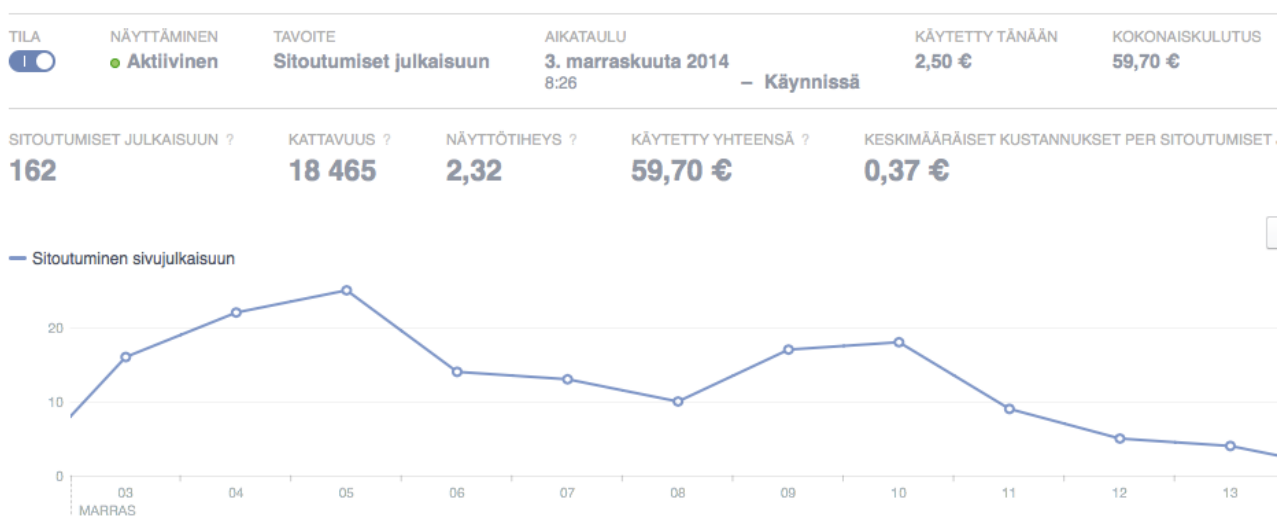 TILA NÄYTTÄMINEN TAVOITE AIKATAULU KÄYTETTY TÄNÄÄN KOKONAISKULUTUS
Aktiivinen Sitoutumiset julkaisuun 3. marraskuuta 2014 2,50 € 59,70 €
8:26 – Käynnissä
SITOUTUMISET JULKAISUUN ? KATTAVUUS ? NÄYTTÖTIHEYS ? KÄYTETTY YHTEENSÄ ? KESKIMÄÄRÄISET KUSTANNUKSET PER SITOUTUMISET
162 18 465 2,32 59,70 € 0,37 €
Sitoutuminen sivujulkaisuun
20
10
0
03 04 05 06 07 08 09 10 11 12 13
MARRAS